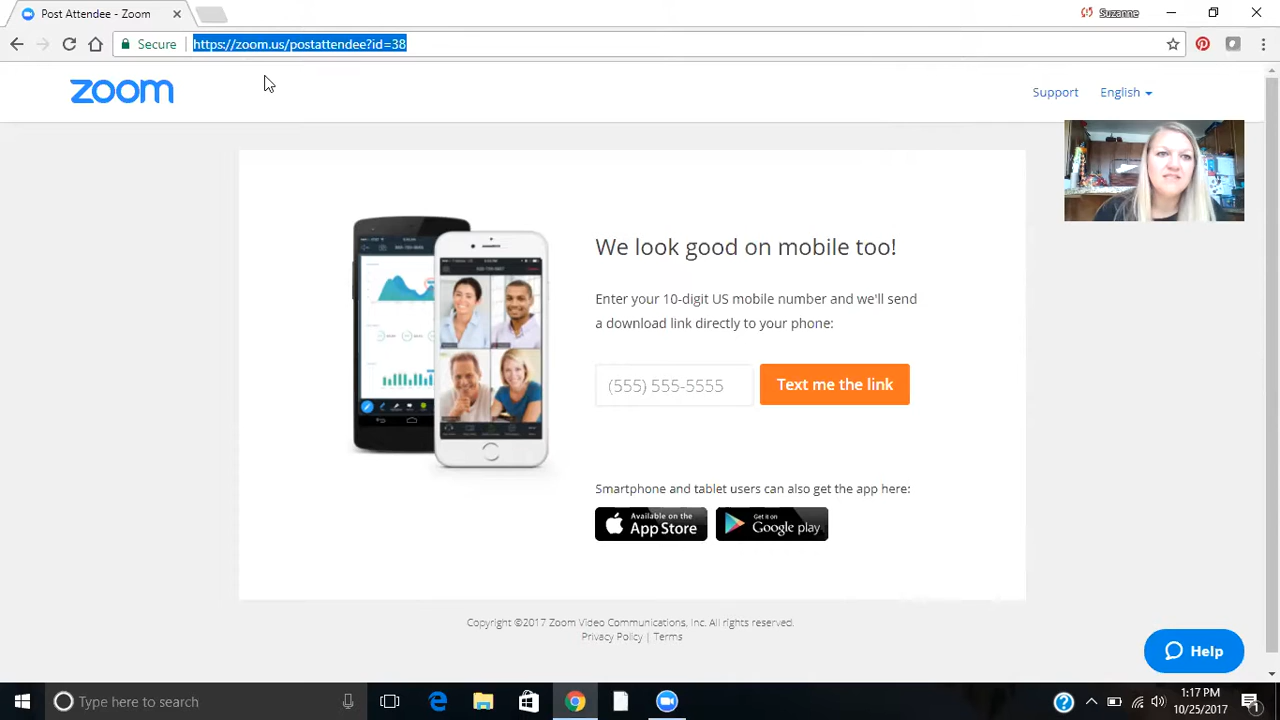 Post Attendee - Zoom
Suzanne
Secure
https://zoom.us/postattendee?id=38
zoom
Support
English
We look good on mobile too!
Enter your 10-digit US mobile number and we'll send
a download link directly to your phone:
(555) 555-5555
Text me the link
Smartphone and tablet users can also get the app here:
Available on the
App Store
Get it on
Google play
Copyright ©2017 Zoom Video Communications, Inc. All rights reserved.
Privacy Policy | Terms
Help
Type here to search
1:17 PM
10/25/2017